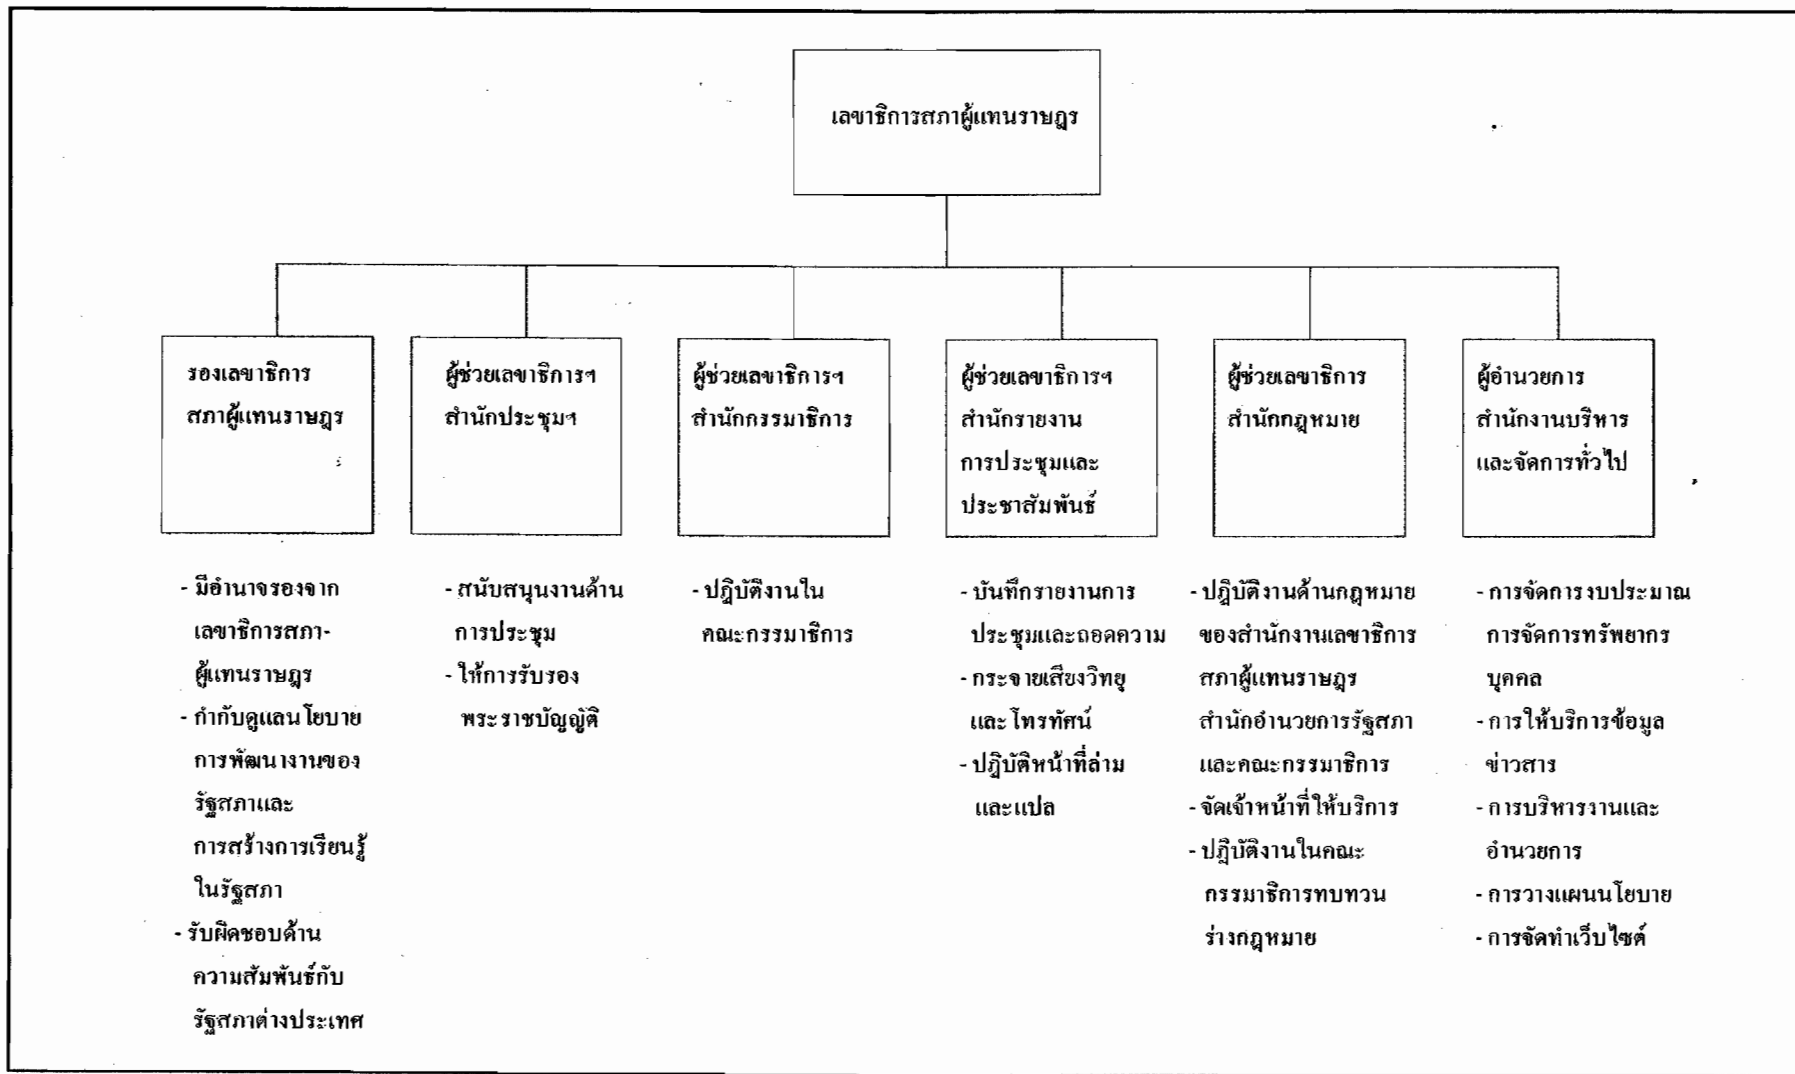 เลขาธิการสภาผู้แทนราษฎร
รองเลขาธิการ
สภาผู้แทนราษฎร
ผู้ช่วยเลขาธิการฯ
สำนักประชุมฯ
ผู้ช่วยเลขาธิการฯ
สำนักกรรมาธิการ
ผู้ช่วยเลขาธิการฯ
สำนักรายงาน
การประชุมและ
ประชาสัมพันธ์
ผู้ช่วยเลขาธิการ
สำนักกฎหมาย
ผู้อำนวยการ
สำนักงานบริหาร
และจัดการทั่วไป
- มีอำนาจรองจาก
เลขาธิการสภา-
ผู้แทนราษฎร
- กำกับดูแลนโยบาย
การพัฒนางานของ
รัฐสภาและ
การสร้างการเรียนรู้
ในรัฐสภา
- รับผิดชอบด้าน
ความสัมพันธ์กับ
รัฐสภาต่างประเทศ
- สนับสนุนงานด้าน
การประชุม
- ให้การรับรอง
พระราชบัญญัติ
- ปฏิบัติงานใน
คณะกรรมาธิการ
- บันทึกรายงานการ
ประชุมและถอดความ
- กระจายเสียงวิทยุ
และโทรทัศน์
- ปฏิบัติหน้าที่ล่าม
และแปล
- ปฏิบัติงานด้านกฎหมาย
ของสำนักงานเลขาธิการ
สภาผู้แทนราษฎร
สำนักอำนวยการรัฐสภา
และคณะกรรมาธิการ
- จัดเจ้าหน้าที่ให้บริการ
- ปฏิบัติงานในคณะ
กรรมาธิการทบทวน
ร่างกฎหมาย
- การจัดการงบประมาณ
การจัดการทรัพยากร
บุคคล
- การให้บริการข้อมูล
ข่าวสาร
- การบริหารงานและ
อำนวยการ
- การวางแผนนโยบาย
- การจัดทำเว็บไซต์